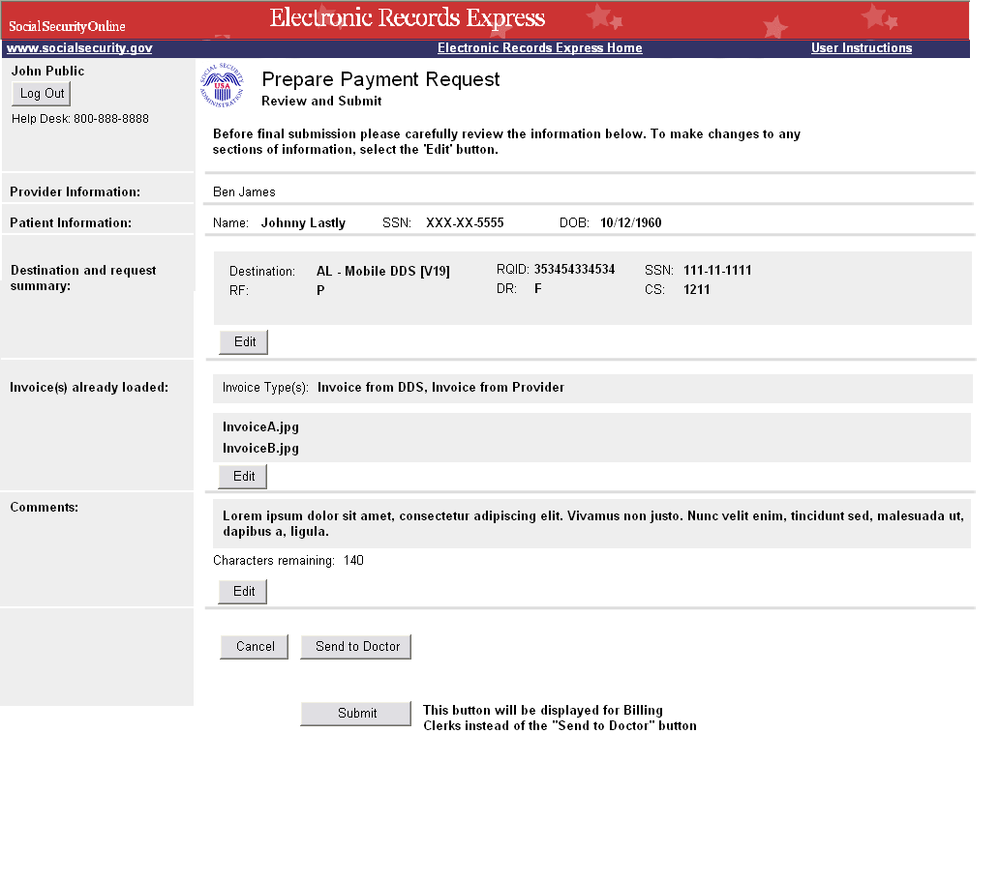 Social Security Online
Electronic Records Express
www.socialsecurity.gov Electronic Records Express Home User Instructions
John Public
Log Out
Help Desk: 800-888-8888
SOCIAL SECURITY ADMINISTRATION
USA
Prepare Payment Request
Review and Submit
Before final submission please carefully review the information below. To make changes to any
sections of information, select the 'Edit' button.
Provider Information: Ben James
Patient Information: Name: Johnny Lastly SSN: XXX-XX-5555 DOB: 10/12/1960
Destination and request
summary:
Destination: AL - Mobile DDS [V19] RQID: 353454334534 SSN: 111-11-1111
RF: P DR: F CS: 1211
Edit
Invoice(s) already loaded: Invoice Type(s): Invoice from DDS, Invoice from Provider
InvoiceA.jpg
InvoiceB.jpg
Edit
Comments:
Lorem ipsum dolor sit amet, consectetur adipiscing elit. Vivamus non justo. Nunc velit enim, tincidunt sed, malesuada ut,
dapibus a, ligula.
Characters remaining: 140
Edit
Cancel Send to Doctor
Submit
This button will be displayed for Billing
Clerks instead of the "Send to Doctor" button